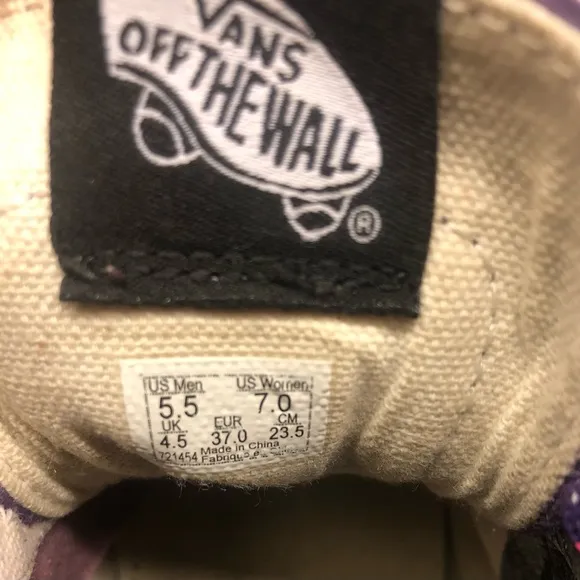 VANS
OFF THE WALL
®
US Men US Women
5.5 7.0
UK EUR CM
4.5 37.0 23.5
721454 Made in China